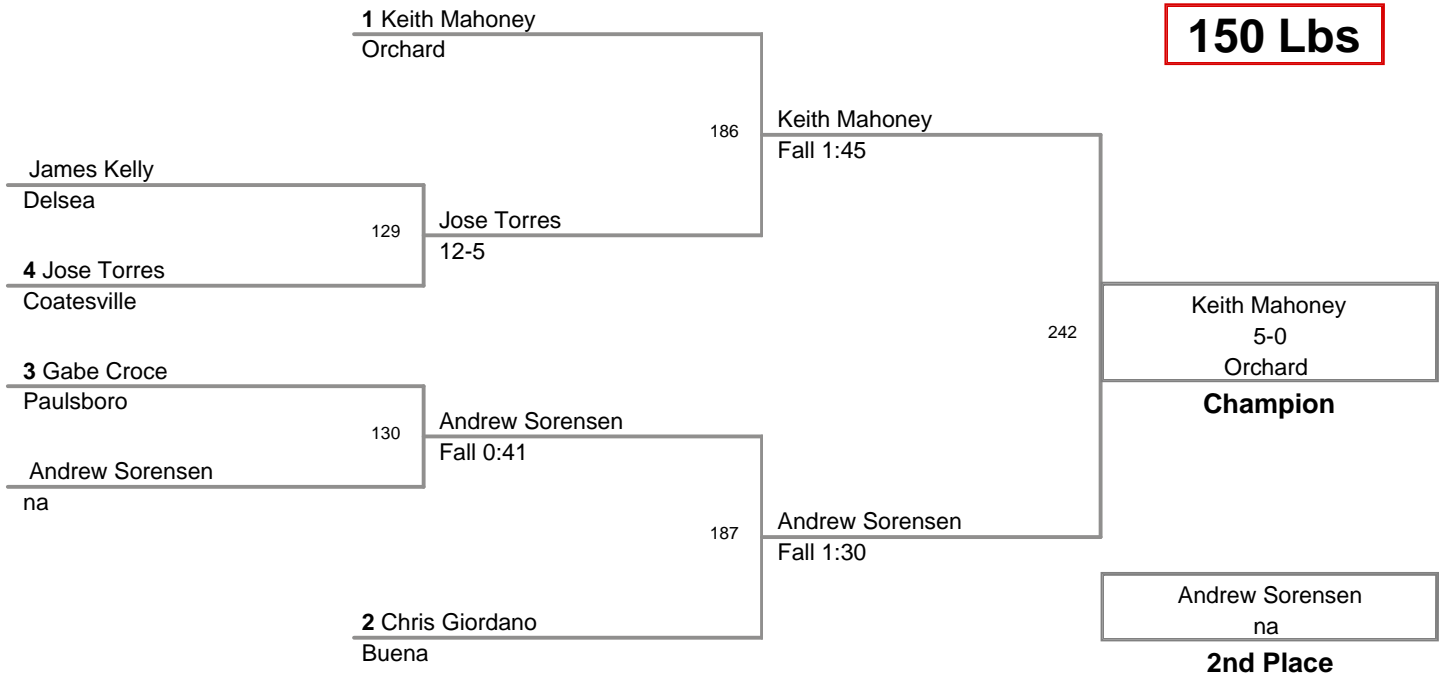 1 Keith Mahoney
Orchard
150 Lbs
186
Keith Mahoney
Fall 1:45
James Kelly
Delsea
129
Jose Torres
12-5
4 Jose Torres
Coatesville
242
Keith Mahoney
5-0
Orchard
Champion
3 Gabe Croce
Paulsboro
130
Andrew Sorensen
Fall 0:41
Andrew Sorensen
na
187
Andrew Sorensen
Fall 1:30
2 Chris Giordano
Buena
Andrew Sorensen
na
2nd Place